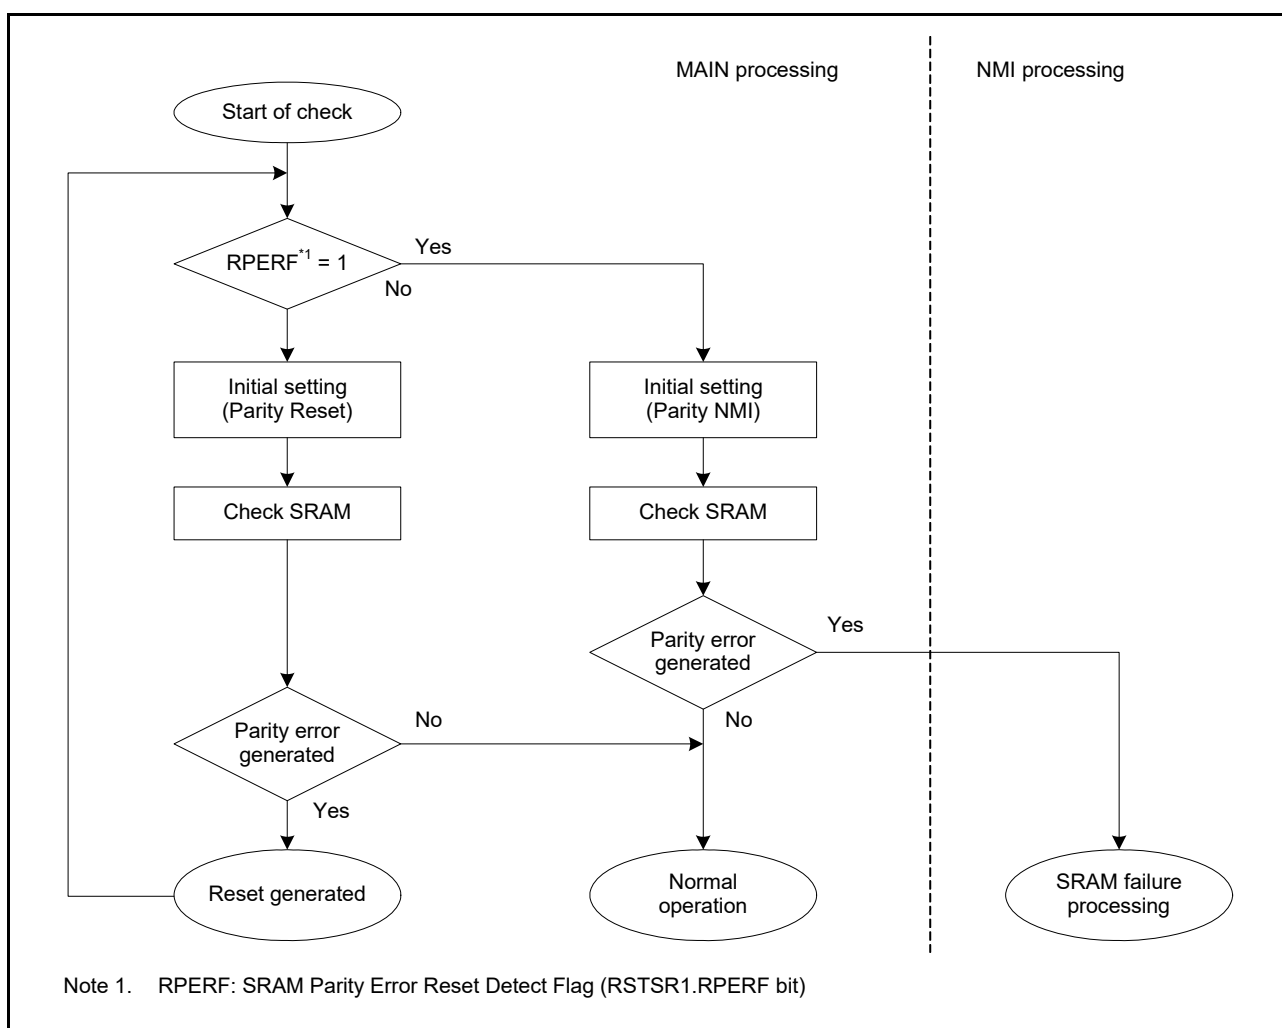 MAIN processing
NMI processing
Start of check
RPERF*1 = 1
Yes
No
Initial setting
(Parity Reset)
Initial setting
(Parity NMI)
Check SRAM
Check SRAM
Parity error
generated
Yes
No
Parity error
generated
No
Yes
Reset generated
Normal
operation
SRAM failure
processing
Note 1. RPERF: SRAM Parity Error Reset Detect Flag (RSTSR1.RPERF bit)